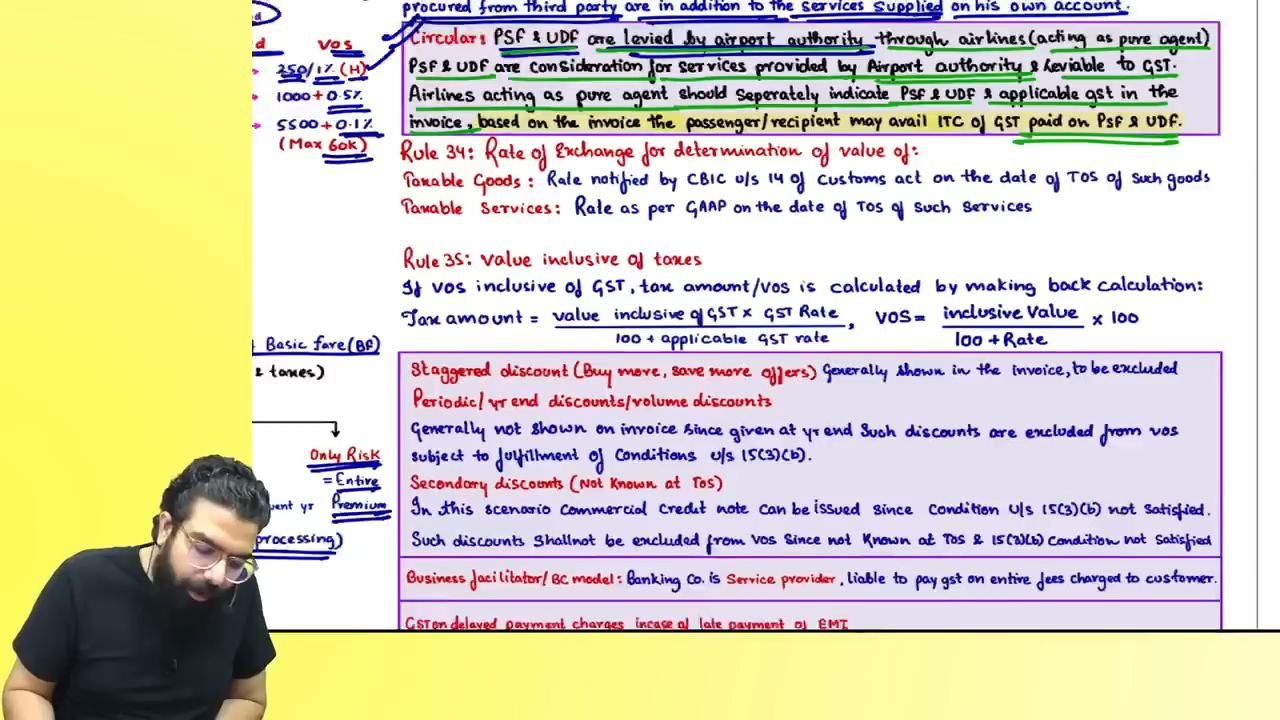 procured from third party are in addition to the services supplied on his own account.
Circular: PSF & UDF are levied by airport authority through airlines (acting as pure agent)
PSF & UDF are consideration for services provided by Airport authority & leviable to GST.
Airlines acting as pure agent should seperately indicate PSF & UDF & applicable gst in the
invoice, based on the invoice the passenger/recipient may avail ITC of GST paid on PSF & UDF.
Rule 34: Rate of Exchange for determination of value of:
Taxable Goods: Rate notified by CBIC u/s 14 of Customs act on the date of TOS of such goods
Taxable Services: Rate as per GAAP on the date of TOS of such services
Rule 35: Value inclusive of taxes
If VOS inclusive of GST, tax amount/VOS is calculated by making back calculation:
Tax amount = value inclusive of GST x GST Rate / 100 + applicable GST rate, VOS = inclusive Value / 100 + Rate x 100
Staggered discount (Buy more, save more offers) Generally shown in the invoice, to be excluded
Periodic/yr end discounts/volume discounts
Generally not shown on invoice since given at yr end Such discounts are excluded from vos
subject to fulfillment of Conditions u/s 15(3)(b).
Secondary discounts (Not Known at TOS)
In this scenario Commercial Credit note can be issued since Condition u/s 15(3)(b) not satisfied.
Such discounts Shall not be excluded from VOS since not Known at TOS & 15(3)(b) Condition not satisfied
Business facilitator/BC model: Banking Co. is Service provider, liable to pay gst on entire fees charged to customer.
GST on delayed payment charges incase of late payment of EMI
d VOS
250/1% (H)
1000 + 0.5%
5500 + 0.1%
(Max 60K)
+ Basic fare (BF)
& taxes)
Only Risk
= Entire
uent yr Premium
processing)